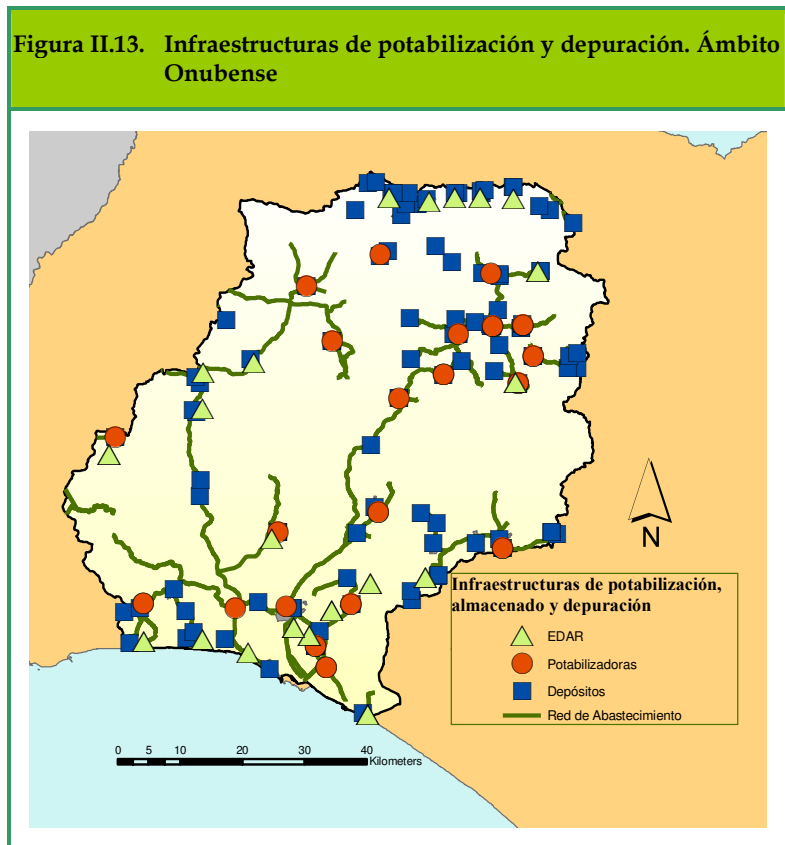 Figura II.13. Infraestructuras de potabilización y depuración. Ámbito
Onubense
N
Infraestructuras de potabilización,
almacenado y depuración
EDAR
Potabilizadoras
Depósitos
Red de Abastecimiento
0 5 10 20 30 40
Kilometers